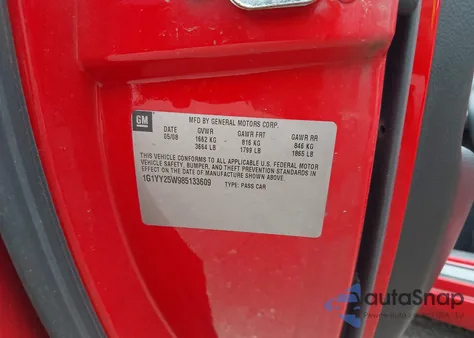 GM
MFD BY GENERAL MOTORS CORP.
DATE GVWR GAWR FRT GAWR RR
05/08 1662 KG 816 KG 846 KG
3664 LB 1799 LB 1865 LB
THIS VEHICLE CONFORMS TO ALL APPLICABLE U.S. FEDERAL MOTOR
VEHICLE SAFETY, BUMPER, AND THEFT PREVENTION STANDARDS IN
EFFECT ON THE DATE OF MANUFACTURE SHOWN ABOVE.
1G1YY25W985133609 TYPE: PASS CAR
autaSnap